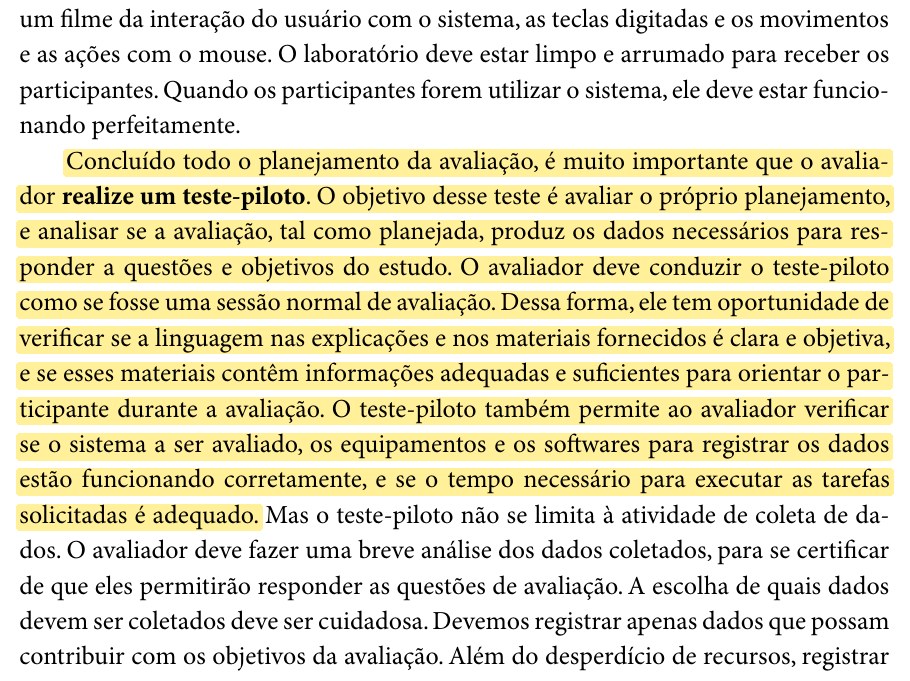 um filme da interação do usuário com o sistema, as teclas digitadas e os movimentos
e as ações com o mouse. O laboratório deve estar limpo e arrumado para receber os
participantes. Quando os participantes forem utilizar o sistema, ele deve estar funcio-
nando perfeitamente.
Concluído todo o planejamento da avaliação, é muito importante que o avalia-
dor realize um teste-piloto. O objetivo desse teste é avaliar o próprio planejamento,
e analisar se a avaliação, tal como planejada, produz os dados necessários para res-
ponder a questões e objetivos do estudo. O avaliador deve conduzir o teste-piloto
como se fosse uma sessão normal de avaliação. Dessa forma, ele tem oportunidade de
verificar se a linguagem nas explicações e nos materiais fornecidos é clara e objetiva,
e se esses materiais contêm informações adequadas e suficientes para orientar o par-
ticipante durante a avaliação. O teste-piloto também permite ao avaliador verificar
se o sistema a ser avaliado, os equipamentos e os softwares para registrar os dados
estão funcionando corretamente, e se o tempo necessário para executar as tarefas
solicitadas é adequado. Mas o teste-piloto não se limita à atividade de coleta de da-
dos. O avaliador deve fazer uma breve análise dos dados coletados, para se certificar
de que eles permitirão responder as questões de avaliação. A escolha de quais dados
devem ser coletados deve ser cuidadosa. Devemos registrar apenas dados que possam
contribuir com os objetivos da avaliação. Além do desperdício de recursos, registrar